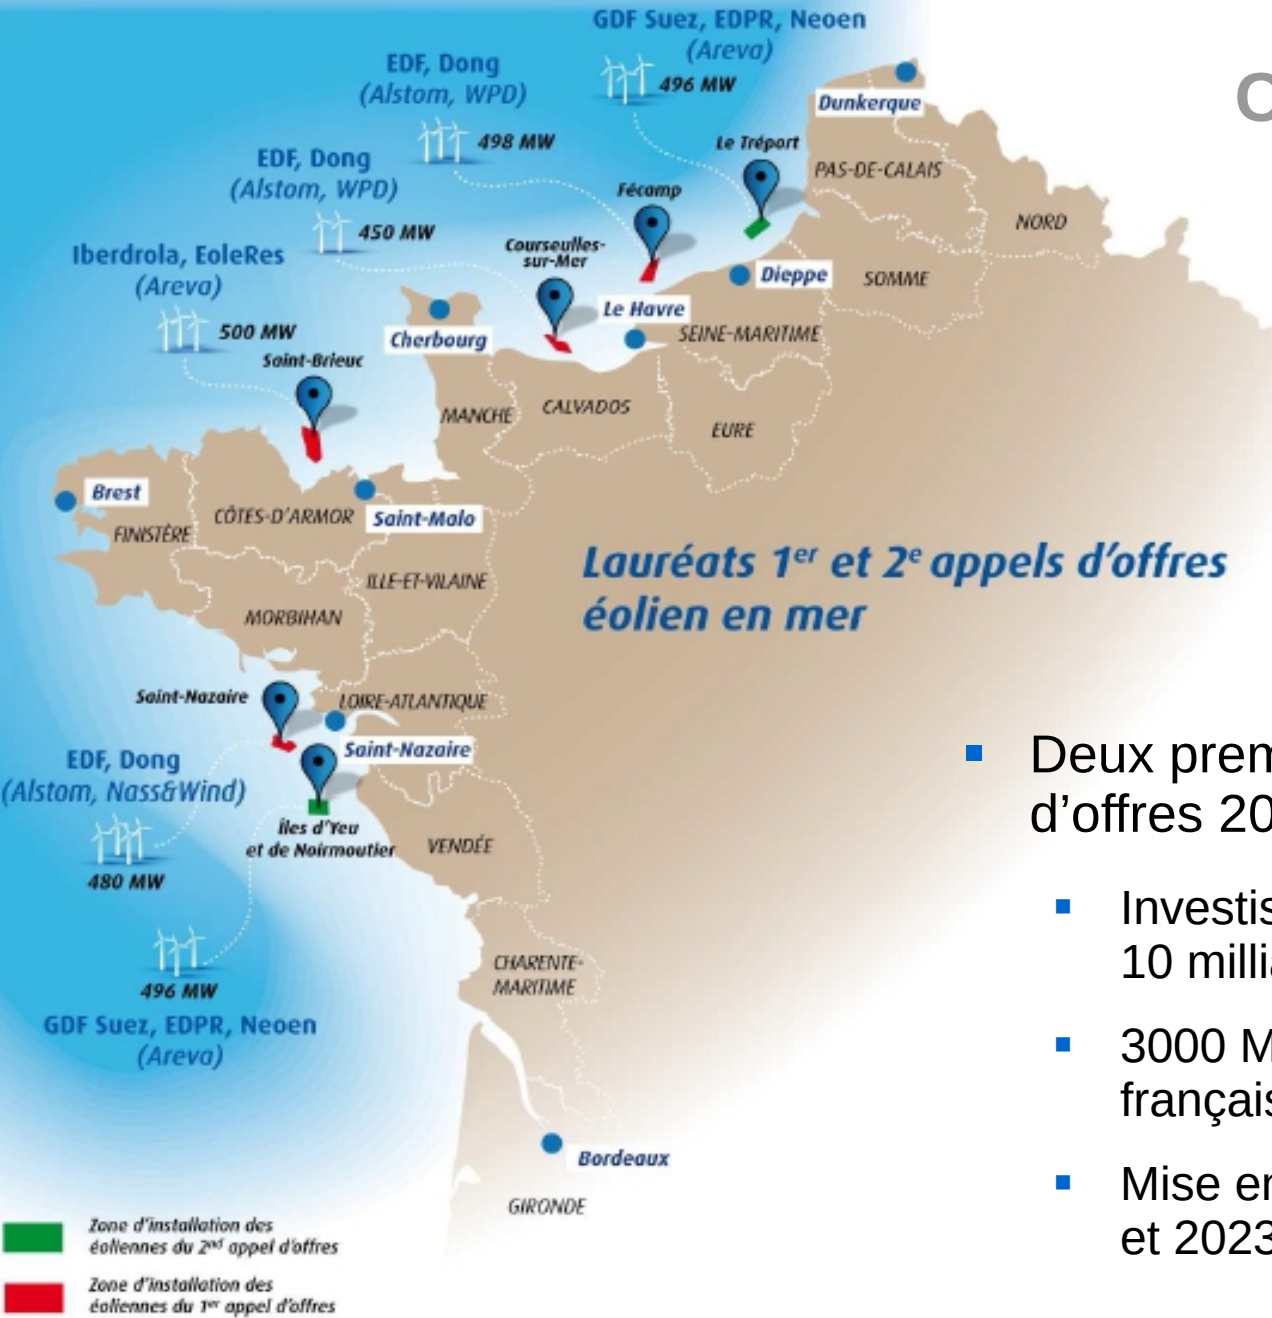 GDF Suez, EDPR, Neoen
(Areva)
496 MW
EDF, Dong
(Alstom, WPD)
498 MW
EDF, Dong
(Alstom, WPD)
450 MW
Iberdrola, EoleRes
(Areva)
500 MW
Dunkerque
Le Tréport
PAS-DE-CALAIS
Fécamp
NORD
Courseulles-
sur-Mer
Dieppe
SOMME
Le Havre
Cherbourg
SEINE-MARITIME
Saint-Brieuc
MANCHE
CALVADOS
EURE
Brest
CÔTES-D'ARMOR
Saint-Malo
FINISTÈRE
Lauréats 1er et 2e appels d'offres
éolien en mer
ILLE-ET-VILAINE
MORBIHAN
Saint-Nazaire
LOIRE-ATLANTIQUE
Saint-Nazaire
EDF, Dong
(Alstom, Nass&Wind)
480 MW
Îles d'Yeu
et de Noirmoutier
VENDÉE
496 MW
GDF Suez, EDPR, Neoen
(Areva)
CHARENTE-
MARITIME
Bordeaux
GIRONDE
Zone d'installation des
éoliennes du 2nd appel d'offres
Zone d'installation des
éoliennes du 1er appel d'offres
Deux
d'offres
10
3000
Mise
et 2023